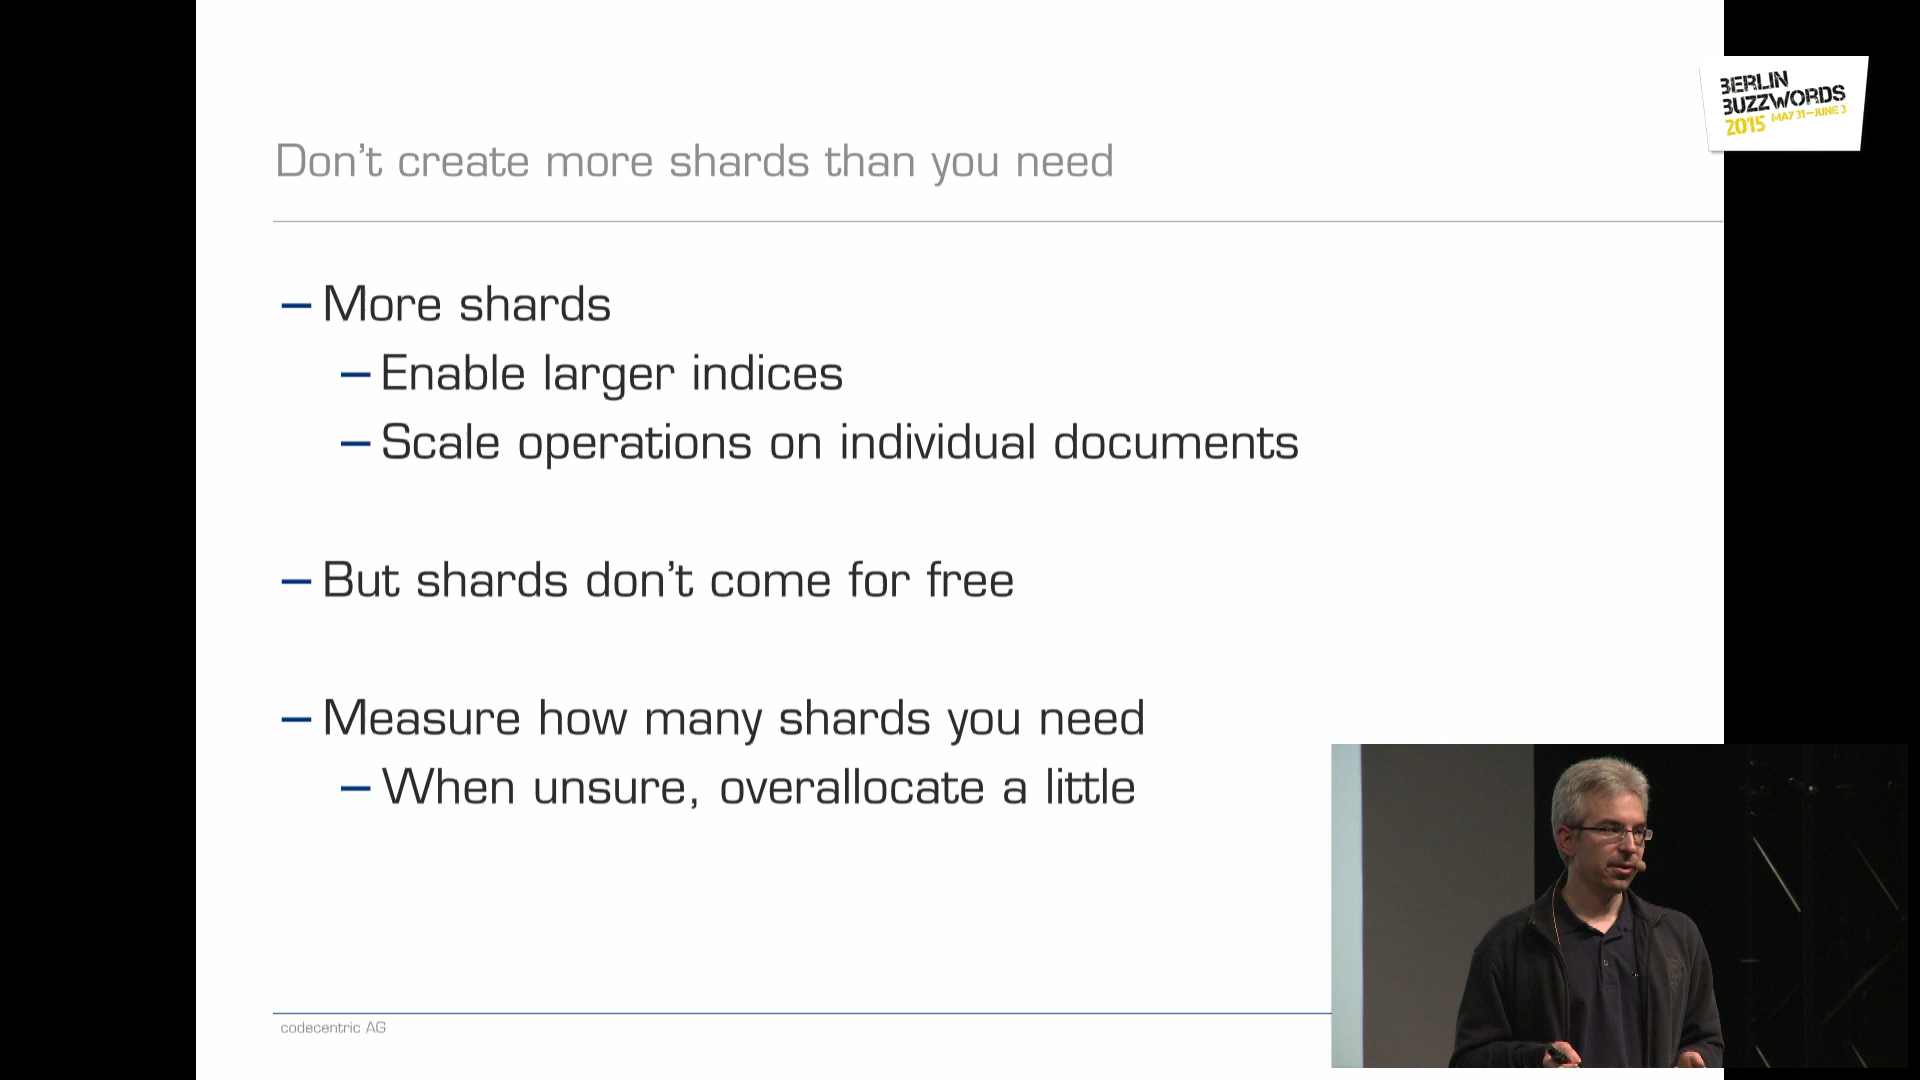 BERLIN
BUZZWORDS
2015 MAY 31–JUNE 3
Don't create more shards than you need
– More shards
– Enable larger indices
– Scale operations on individual documents
– But shards don't come for free
– Measure how many shards you need
– When unsure, overallocate a little
codecentric AG